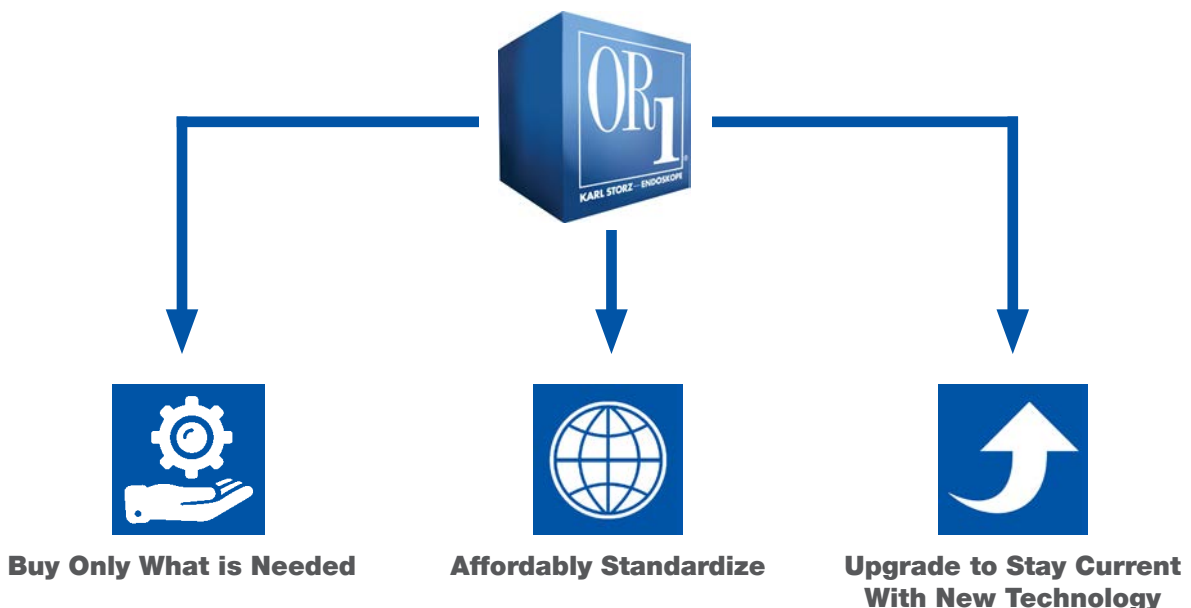 OR1®
KARL STORZ — ENDOSKOPE
Buy Only What is Needed
Affordably Standardize
Upgrade to Stay Current
With New Technology